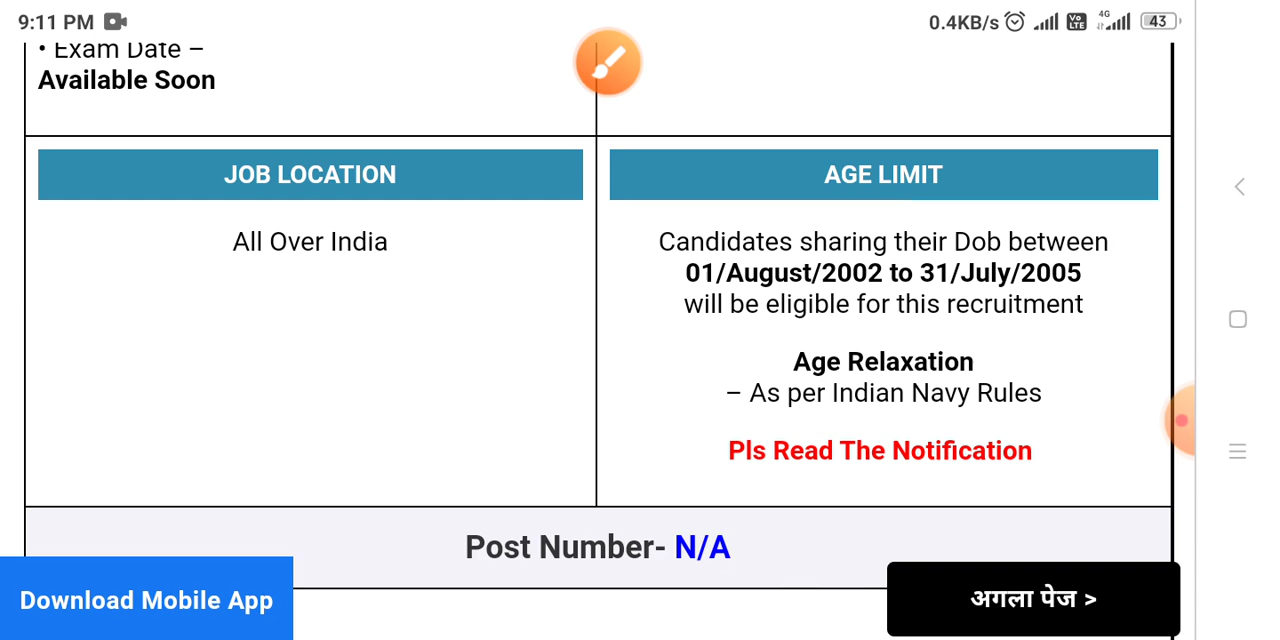 9:11 PM
0.4KB/s
Vo LTE
4G
43
• Exam Date –
Available Soon
JOB LOCATION
All Over India
AGE LIMIT
Candidates sharing their Dob between
01/August/2002 to 31/July/2005
will be eligible for this recruitment
Age Relaxation
– As per Indian Navy Rules
Pls Read The Notification
Post Number- N/A
Download Mobile App
अगला पेज >